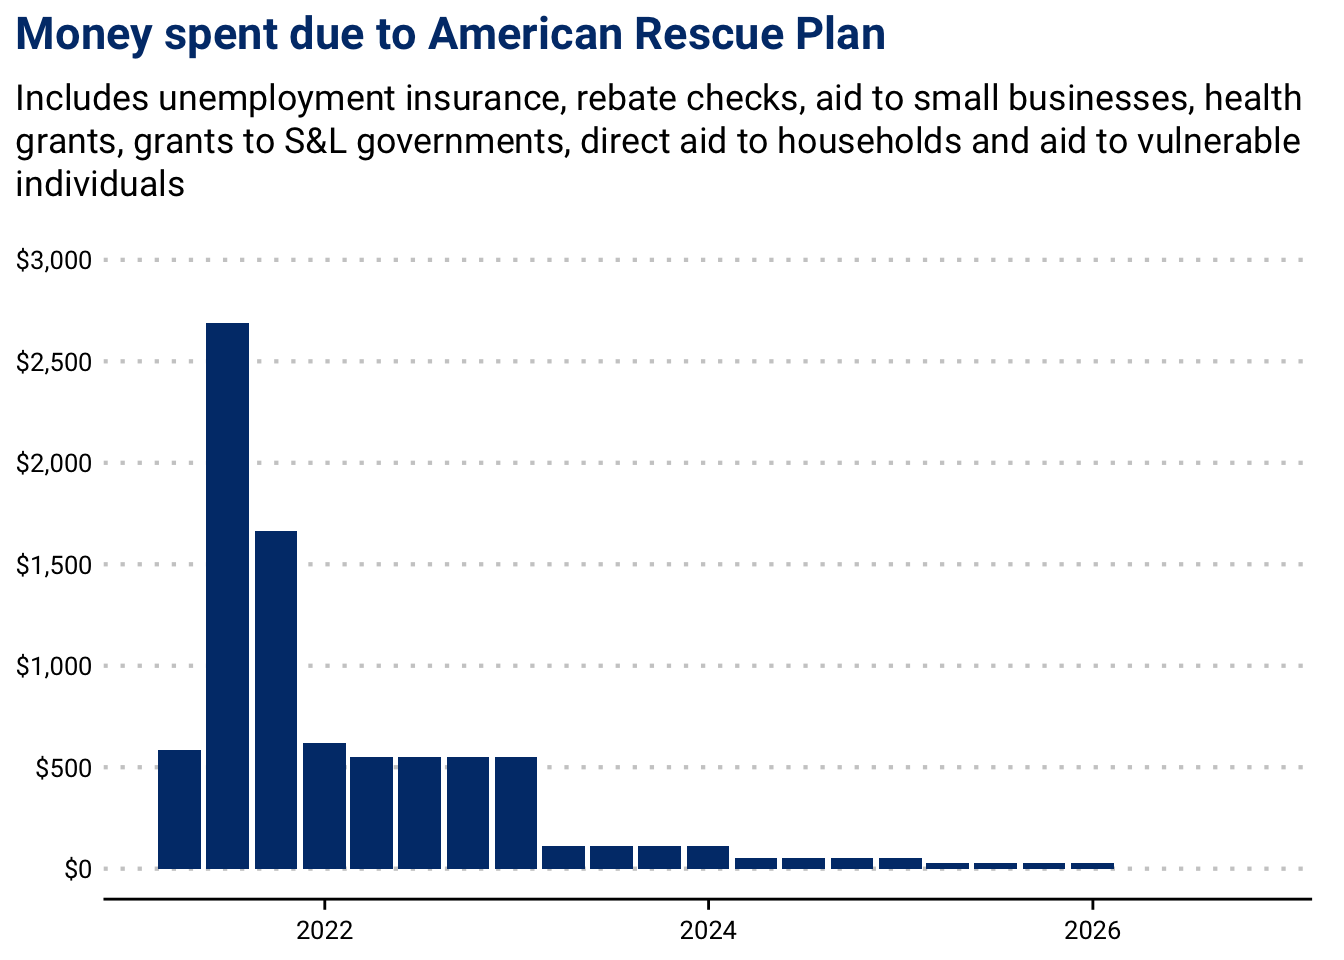 Money spent due to American Rescue Plan
Includes unemployment insurance, rebate checks, aid to small businesses, health
grants, grants to S&L governments, direct aid to households and aid to vulnerable
individuals
$3,000
$2,500
$2,000
$1,500
$1,000
$500
$0
2022
2024
2026